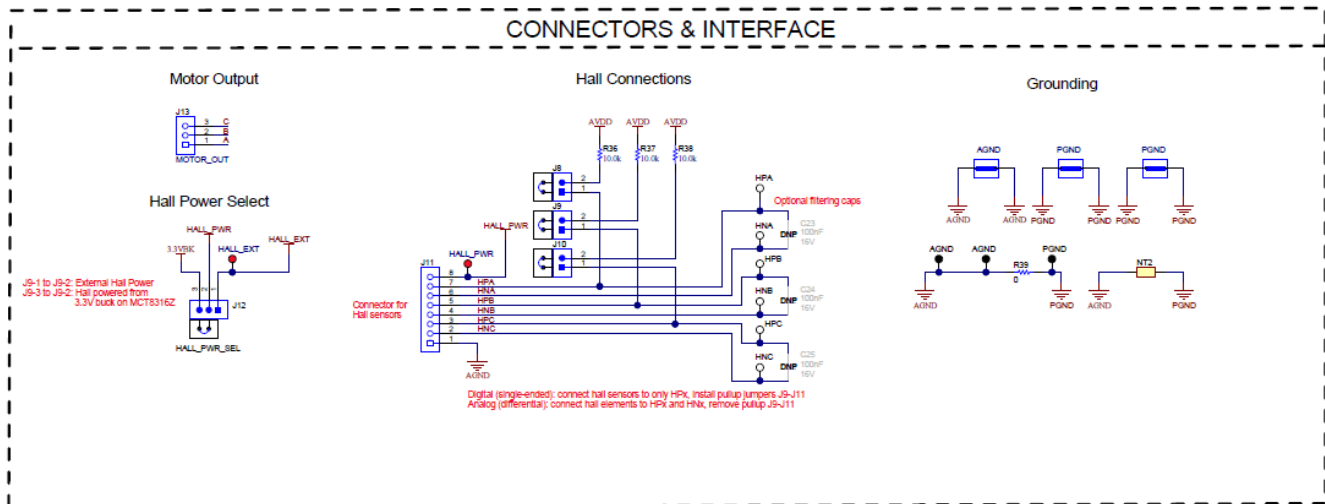 CONNECTORS & INTERFACE
Motor Output
J13
3 C
2 B
1 A
MOTOR_OUT
Hall Power Select
HALL_PWR
3.3VBK
HALL_EXT
HALL_EXT
J9-1 to J9-2: External Hall Power
J9-3 to J9-2: Hall powered from
3.3V buck on MCT8316Z
3
2
1
J12
HALL_PWR_SEL
Hall Connections
AVDD
AVDD
AVDD
R36
10.0k
R37
10.0k
R38
10.0k
J8
2
1
J9
2
1
J10
2
1
HALL_PWR
HALL_PWR
J11
Connector for
Hall sensors
8
7 HPA
6 HNA
5 HPB
4 HNB
3 HPC
2 HNC
1
AGND
HPA
Optional filtering caps
HNA
C23
DNP 100nF
16V
HPB
HNB
C24
DNP 100nF
16V
HPC
HNC
C25
DNP 100nF
16V
Digital (single-ended): connect hall sensors to only HPx, install pullup jumpers J9-J11
Analog (differential): connect hall elements to HPx and HNx, remove pullup J9-J11
Grounding
AGND
PGND
PGND
AGND
AGND
PGND
PGND
PGND
PGND
AGND
AGND
PGND
R39
0
NT2
AGND
PGND
AGND
PGND